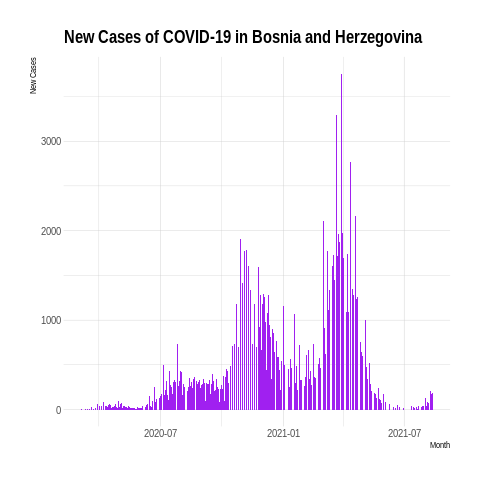 New Cases of COVID-19 in Bosnia and Herzegovina
New Cases
3000
2000
1000
0
2020-07 2021-01 2021-07
Month